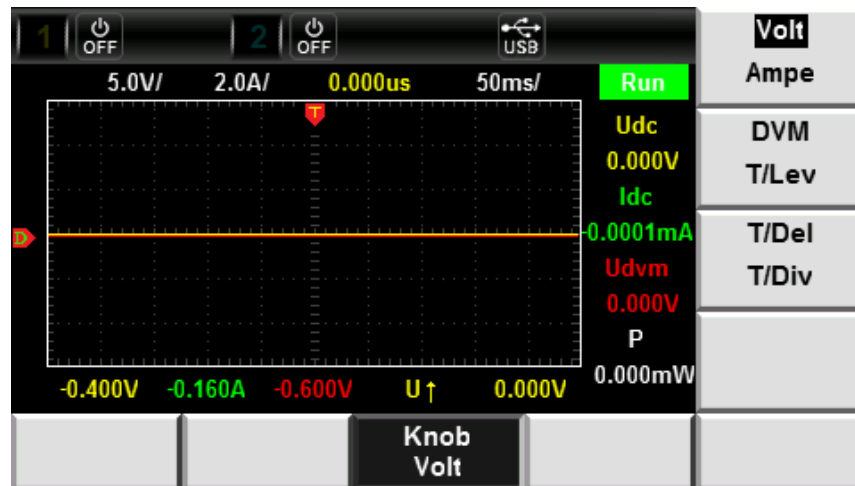 1 OFF 2 OFF USB
5.0V/ 2.0A/ 0.000us 50ms/ Run
T
Udc
0.000V
Idc
D
-0.0001mA
Udvm
0.000V
P
0.000mW
-0.400V -0.160A -0.600V U↑ 0.000V
Volt
Ampe
DVM
T/Lev
T/Del
T/Div
Knob
Volt